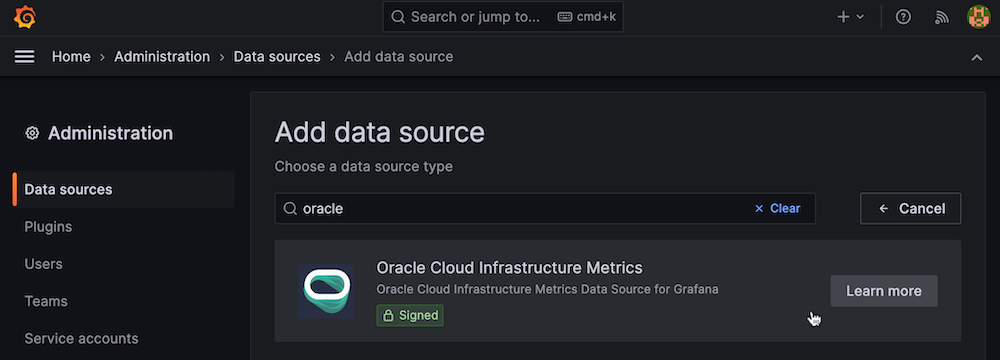 Search or jump to... cmd+k
Home › Administration › Data sources › Add data source
Administration
Data sources
Plugins
Users
Teams
Service accounts
Add data source
Choose a data source type
oracle
× Clear
← Cancel
Oracle Cloud Infrastructure Metrics
Oracle Cloud Infrastructure Metrics Data Source for Grafana
Signed
Learn more